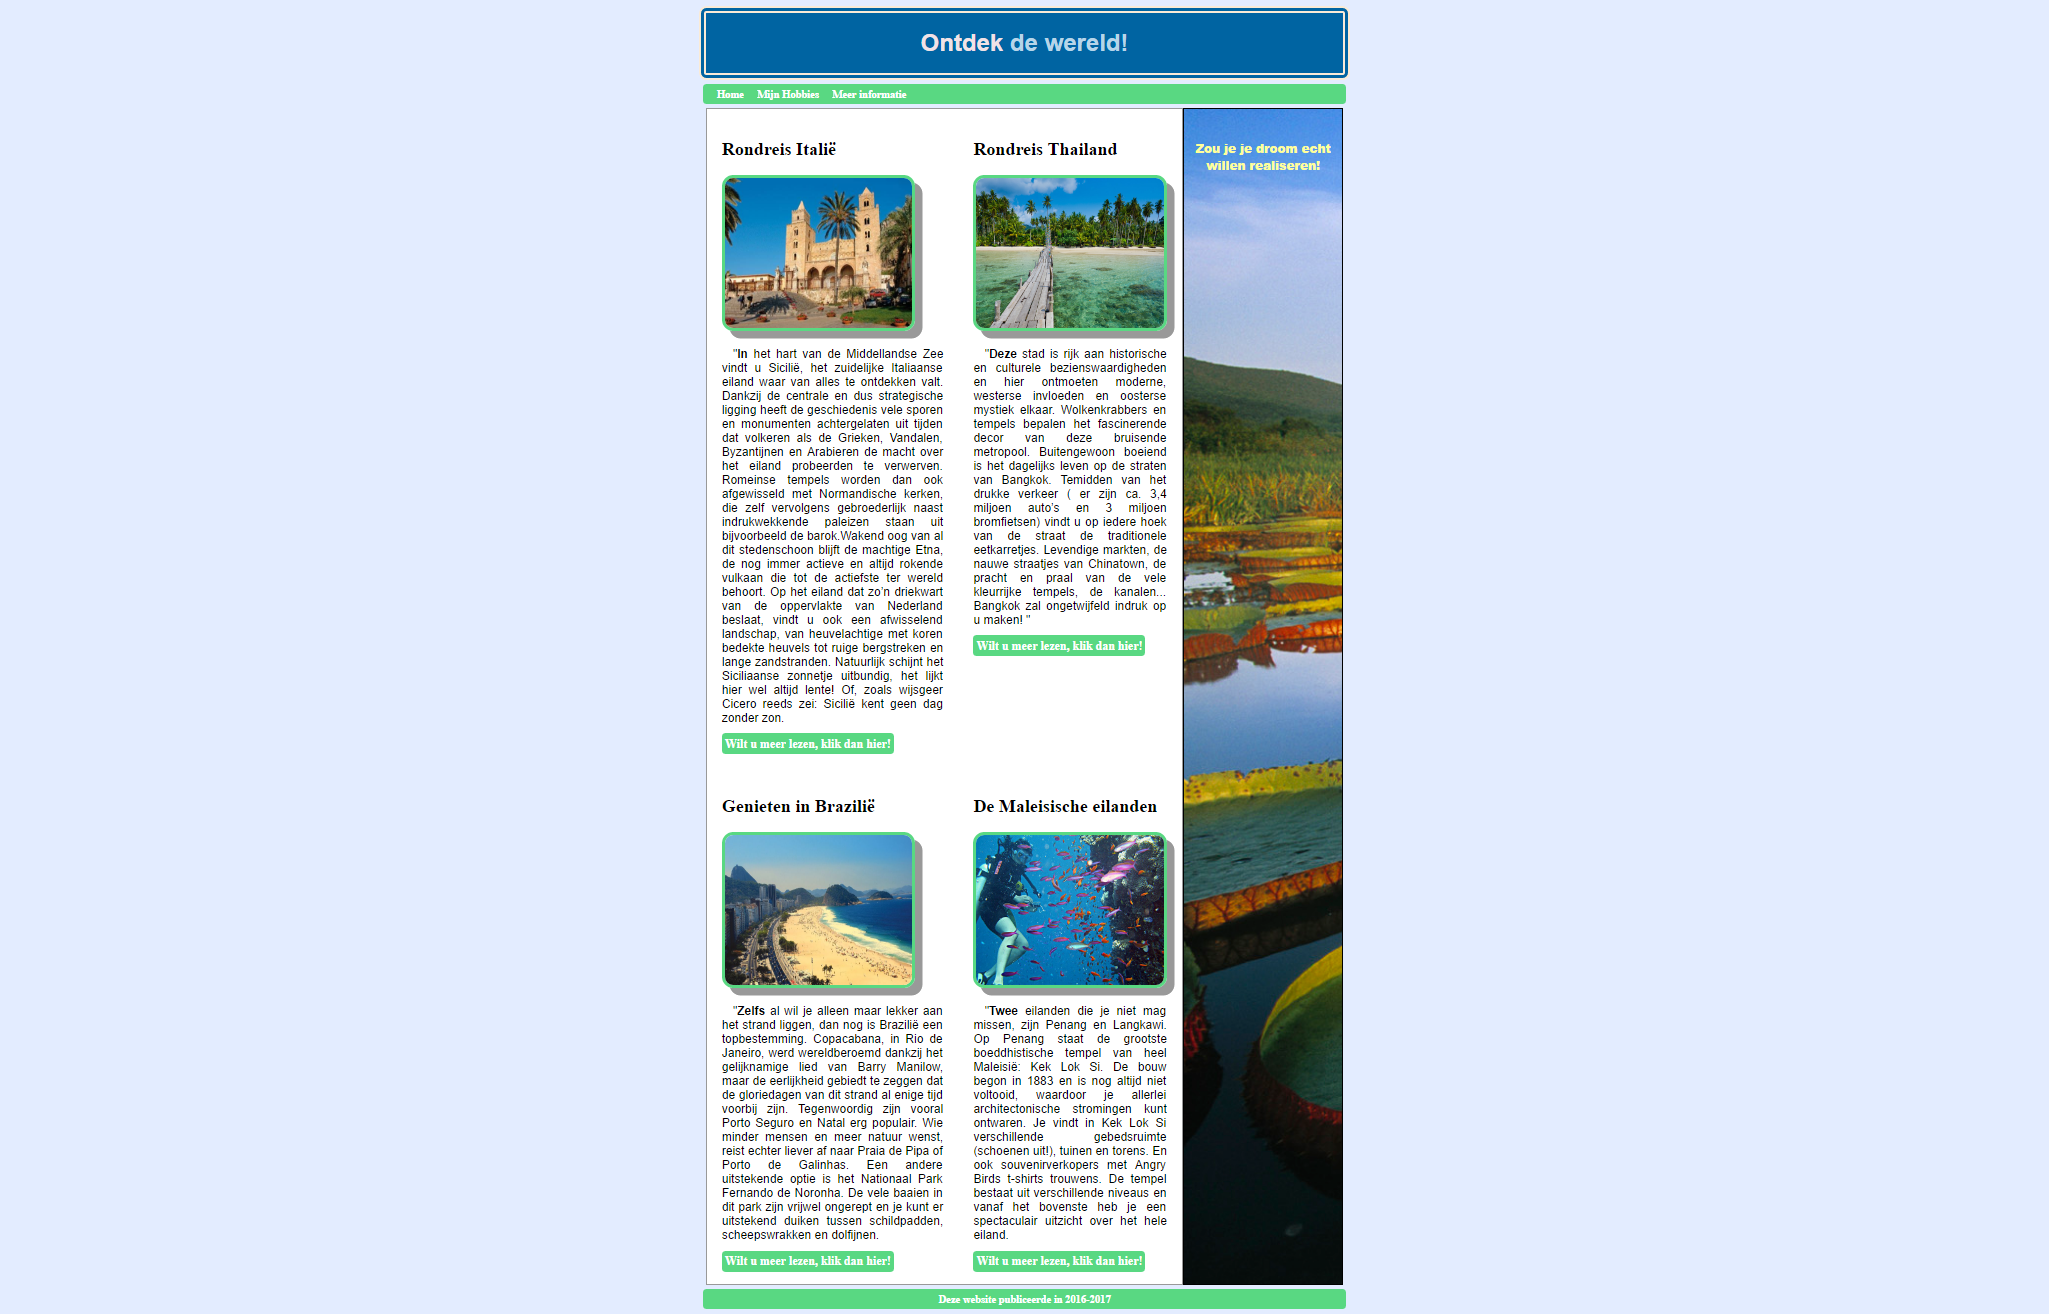 Ontdek de wereld!
Home Mijn Hobbies Meer informatie
Rondreis Italië
"In het hart van de Middellandse Zee
vindt u Sicilië, het zuidelijke Italiaanse
eiland waar van alles te ontdekken valt.
Dankzij de centrale en dus strategische
ligging heeft de geschiedenis vele sporen
en monumenten achtergelaten uit tijden
dat volkeren als de Grieken, Vandalen,
Byzantijnen en Arabieren de macht over
het eiland probeerden te verwerven.
Romeinse tempels worden dan ook
afgewisseld met Normandische kerken,
die zelf vervolgens gebroederlijk naast
indrukwekkende paleizen staan uit
bijvoorbeeld de barok.Wakend oog van al
dit stedenschoon blijft de machtige Etna,
de nog immer actieve en altijd rokende
vulkaan die tot de actiefste ter wereld
behoort. Op het eiland dat zo'n driekwart
van de oppervlakte van Nederland
beslaat, vindt u ook een afwisselend
landschap, van heuvelachtige met koren
bedekte heuvels tot ruige bergstreken en
lange zandstranden. Natuurlijk schijnt het
Siciliaanse zonnetje uitbundig, het lijkt
hier wel altijd lente! Of, zoals wijsgeer
Cicero reeds zei: Sicilië kent geen dag
zonder zon.
Wilt u meer lezen, klik dan hier!
Rondreis Thailand
"Deze stad is rijk aan historische
en culturele bezienswaardigheden
en hier ontmoeten moderne,
westerse invloeden en oosterse
mystiek elkaar. Wolkenkrabbers en
tempels bepalen het fascinerende
decor van deze bruisende
metropool. Buitengewoon boeiend
is het dagelijks leven op de straten
van Bangkok. Temidden van het
drukke verkeer ( er zijn ca. 3,4
miljoen auto's en 3 miljoen
bromfietsen) vindt u op iedere hoek
van de straat de traditionele
eetkarretjes. Levendige markten, de
nauwe straatjes van Chinatown, de
pracht en praal van de vele
kleurrijke tempels, de kanalen...
Bangkok zal ongetwijfeld indruk op
u maken! "
Wilt u meer lezen, klik dan hier!
Zou je je droom echt
willen realiseren!
Genieten in Brazilië
"Zelfs al wil je alleen maar lekker aan
het strand liggen, dan nog is Brazilië een
topbestemming. Copacabana, in Rio de
Janeiro, werd wereldberoemd dankzij het
gelijknamige lied van Barry Manilow,
maar de eerlijkheid gebiedt te zeggen dat
de gloriedagen van dit strand al enige tijd
voorbij zijn. Tegenwoordig zijn vooral
Porto Seguro en Natal erg populair. Wie
minder mensen en meer natuur wenst,
reist echter liever af naar Praia de Pipa of
Porto de Galinhas. Een andere
uitstekende optie is het Nationaal Park
Fernando de Noronha. De vele baaien in
dit park zijn vrijwel ongerept en je kunt er
uitstekend duiken tussen schildpadden,
scheepswrakken en dolfijnen.
Wilt u meer lezen, klik dan hier!
De Maleisische eilanden
"Twee eilanden die je niet mag
missen, zijn Penang en Langkawi.
Op Penang staat de grootste
boeddhistische tempel van heel
Maleisië: Kek Lok Si. De bouw
begon in 1883 en is nog altijd niet
voltooid, waardoor je allerlei
architectonische stromingen kunt
ontwaren. Je vindt in Kek Lok Si
verschillende gebedsruimte
(schoenen uit!), tuinen en torens. En
ook souvenirverkopers met Angry
Birds t-shirts trouwens. De tempel
bestaat uit verschillende niveaus en
vanaf het bovenste heb je een
spectaculair uitzicht over het hele
eiland.
Wilt u meer lezen, klik dan hier!
Deze website publiceerde in 2016-2017